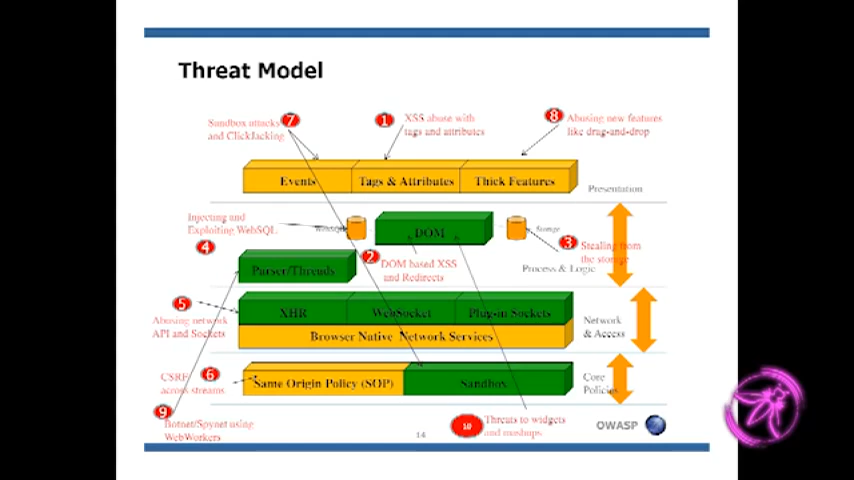 Threat Model
Sandbox attacks
and ClickJacking
7
1
XSS abuse with
tags and attributes
8
Abusing new features
like drag-and-drop
Events
Tags & Attributes
Thick Features
Presentation
Injecting and
Exploiting WebSQL
4
WebSQL
DOM
Storage
3
Stealing from
the storage
2
DOM based XSS
and Redirects
Process & Logic
Parser/Threads
5
Abusing network
API and Sockets
XHR
WebSocket
Plug-in Sockets
Browser Native Network Services
Network
& Access
CSRF
across streams
6
Same Origin Policy (SOP)
Sandbox
Core
Policies
9
Botnet/Spynet using
WebWorkers
14
10
Threats to widgets
and mashups
OWASP